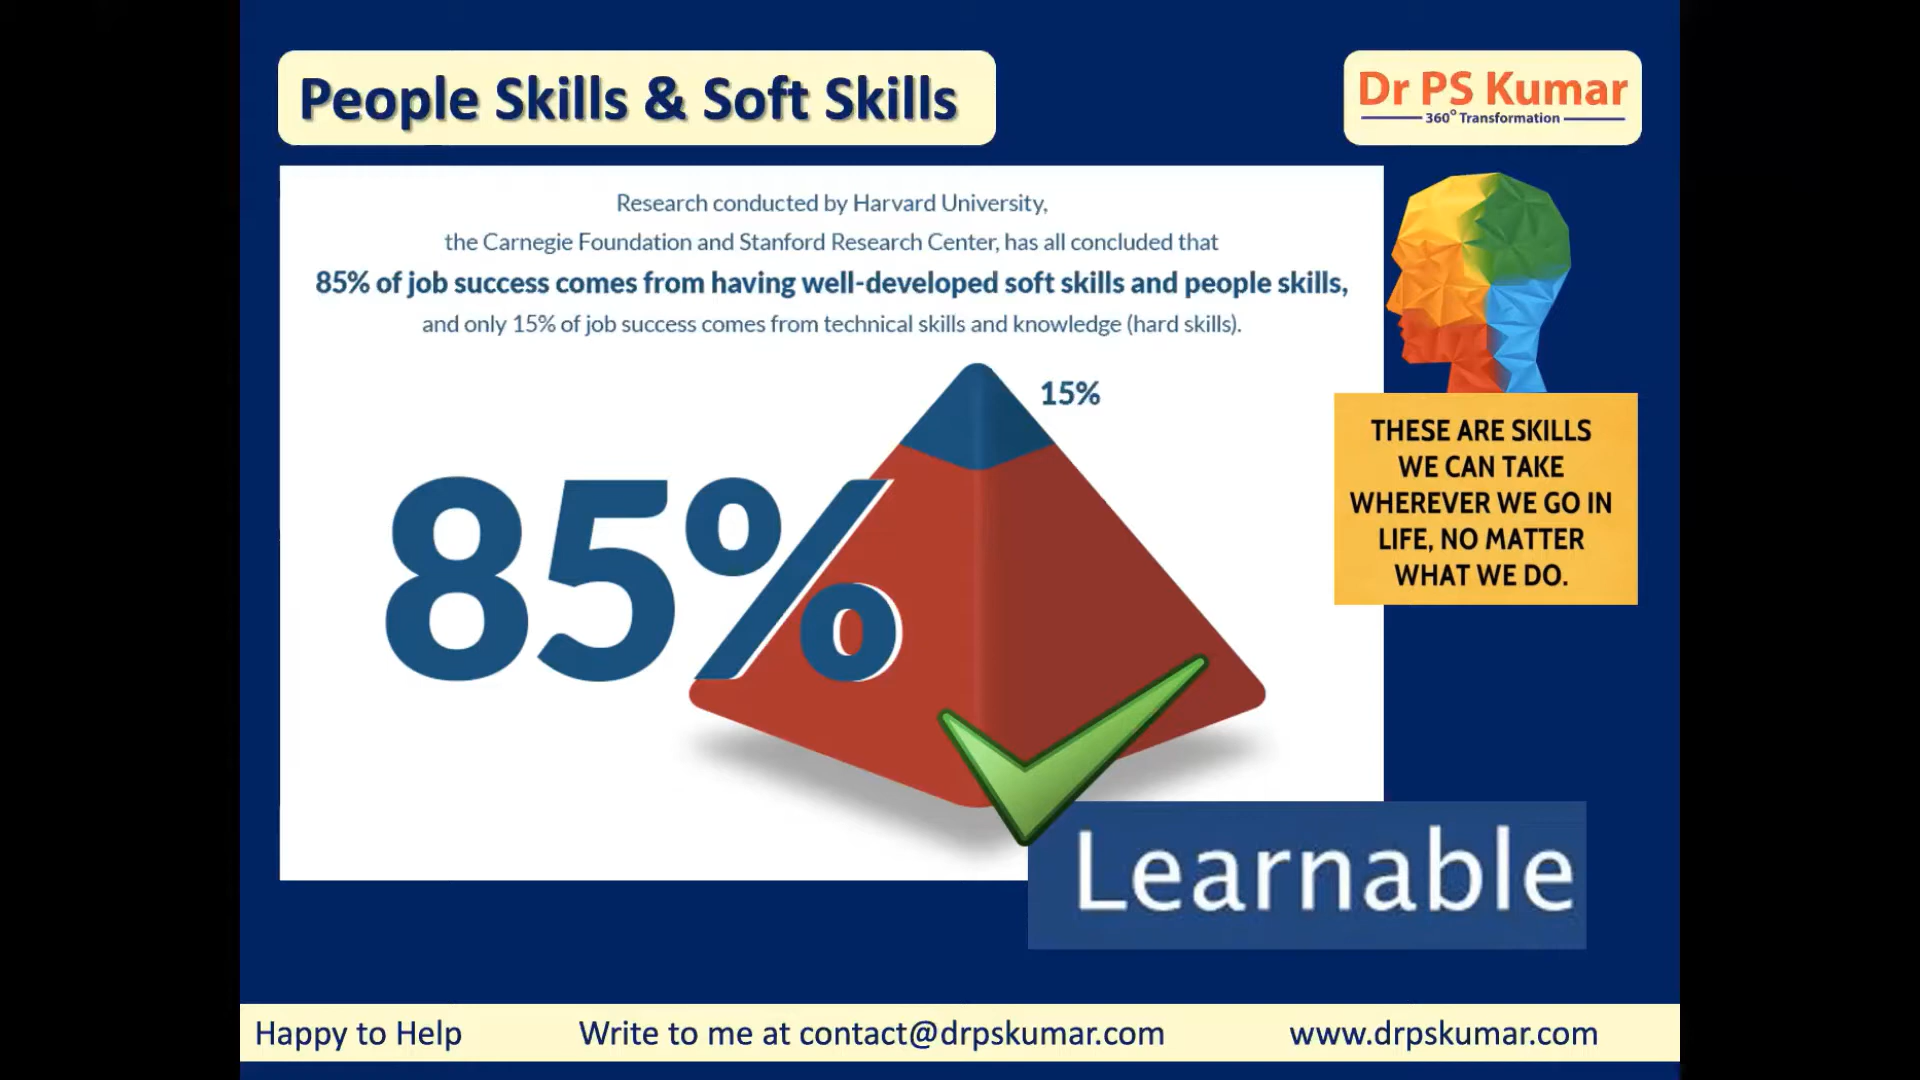 People Skills & Soft Skills
Dr PS Kumar
360° Transformation
Research conducted by Harvard University,
the Carnegie Foundation and Stanford Research Center, has all concluded that
85% of job success comes from having well-developed soft skills and people skills,
and only 15% of job success comes from technical skills and knowledge (hard skills).
15%
85%
THESE ARE SKILLS
WE CAN TAKE
WHEREVER WE GO IN
LIFE, NO MATTER
WHAT WE DO.
Learnable
Happy to Help
Write to me at contact@drpskumar.com
www.drpskumar.com